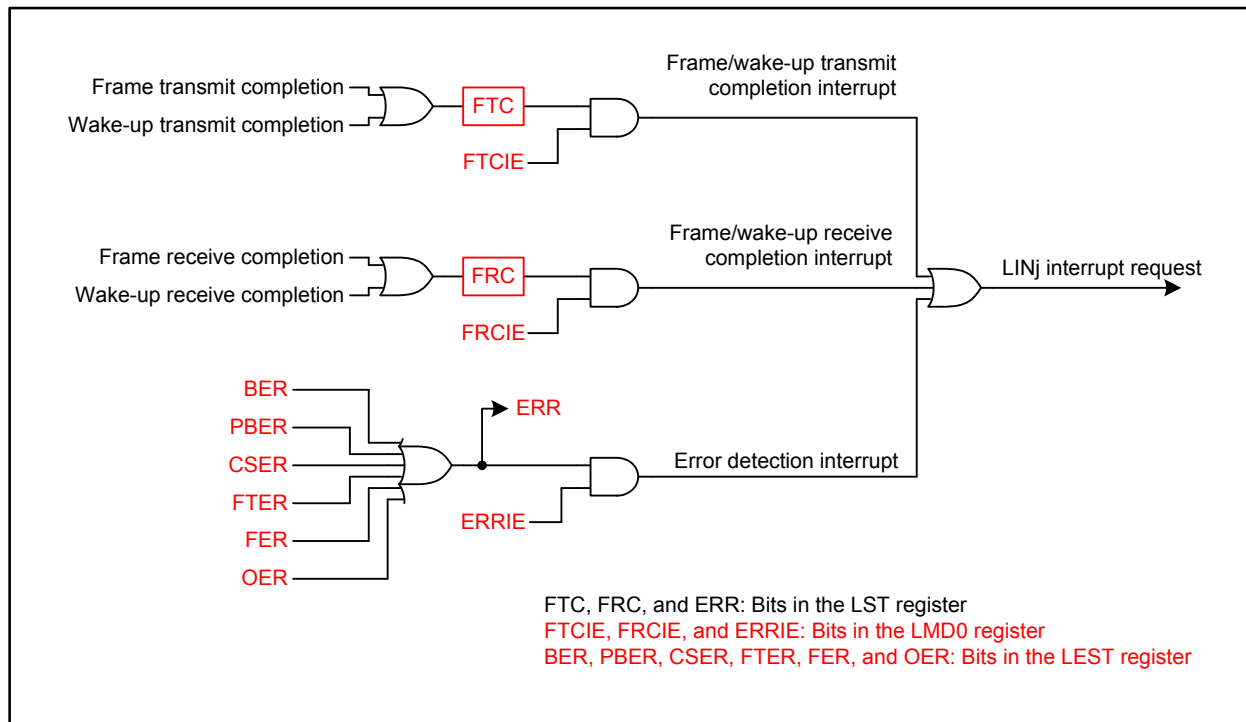 Frame transmit completion
Wake-up transmit completion
FTC
FTCIE
Frame/wake-up transmit
completion interrupt
Frame receive completion
Wake-up receive completion
FRC
FRCIE
Frame/wake-up receive
completion interrupt
LINj interrupt request
BER
PBER
CSER
FTER
FER
OER
ERR
ERRIE
Error detection interrupt
FTC, FRC, and ERR: Bits in the LST register
FTCIE, FRCIE, and ERRIE: Bits in the LMD0 register
BER, PBER, CSER, FTER, FER, and OER: Bits in the LEST register